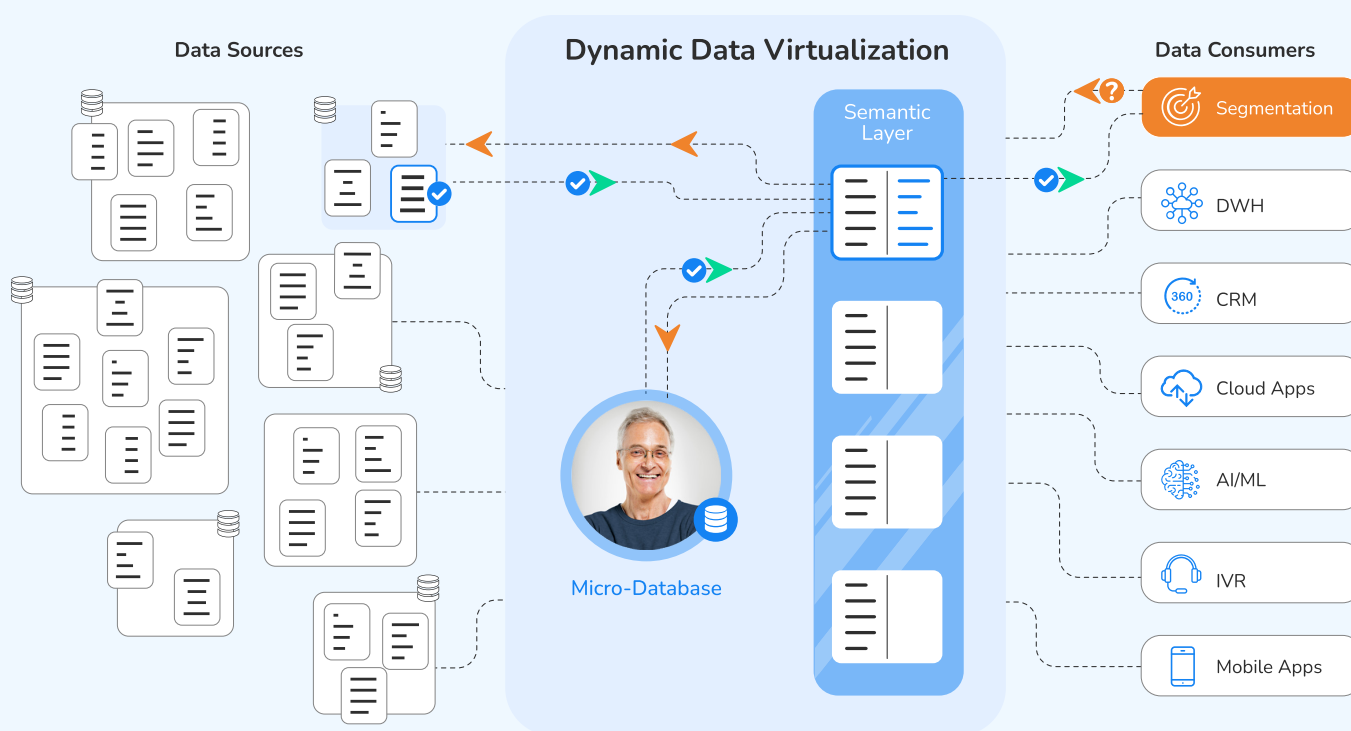 Data Sources
Dynamic Data Virtualization
Data Consumers
Semantic
Layer
?
Segmentation
DWH
360
CRM
Cloud Apps
AI/ML
IVR
Mobile Apps
Micro-Database